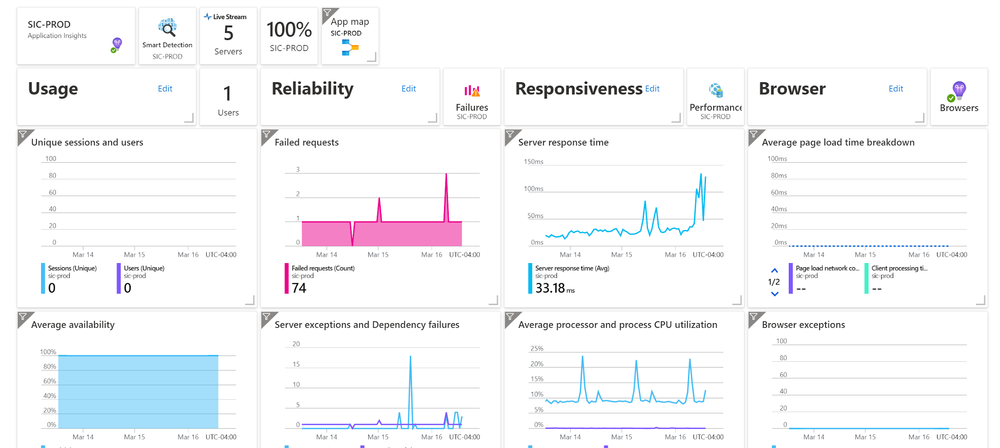 SIC-PROD
Application Insights
Smart Detection
SIC-PROD
Live Stream
5
Servers
100%
SIC-PROD
App map
SIC-PROD
Usage
Edit
1
Users
Reliability
Edit
Failures
SIC-PROD
Responsiveness
Edit
Performance
SIC-PROD
Browser
Edit
Browsers
Unique sessions and users
100
80
60
40
20
0
Mar 14 Mar 15 Mar 16 UTC-04:00
Sessions (Unique)
sic-prod
0
Users (Unique)
sic-prod
0
Failed requests
3
2
1
0
Mar 14 Mar 15 Mar 16 UTC-04:00
Failed requests (Count)
sic-prod
74
Server response time
150ms
100ms
50ms
0ms
Mar 14 Mar 15 Mar 16 UTC-04:00
Server response time (Avg)
sic-prod
33.18 ms
Average page load time breakdown
100ms
80ms
60ms
40ms
20ms
0ms
Mar 14 Mar 15 Mar 16 UTC-04:00
1/2
Page load network co...
sic-prod
--
Client processing ti...
sic-prod
--
Average availability
100%
80%
60%
40%
20%
0%
Mar 14 Mar 15 Mar 16 UTC-04:00
Server exceptions and Dependency failures
20
15
10
5
0
Mar 14 Mar 15 Mar 16 UTC-04:00
Average processor and process CPU utilization
25%
20%
15%
10%
5%
0%
Mar 14 Mar 15 Mar 16 UTC-04:00
Browser exceptions
100
80
60
40
20
0
Mar 14 Mar 15 Mar 16 UTC-04:00